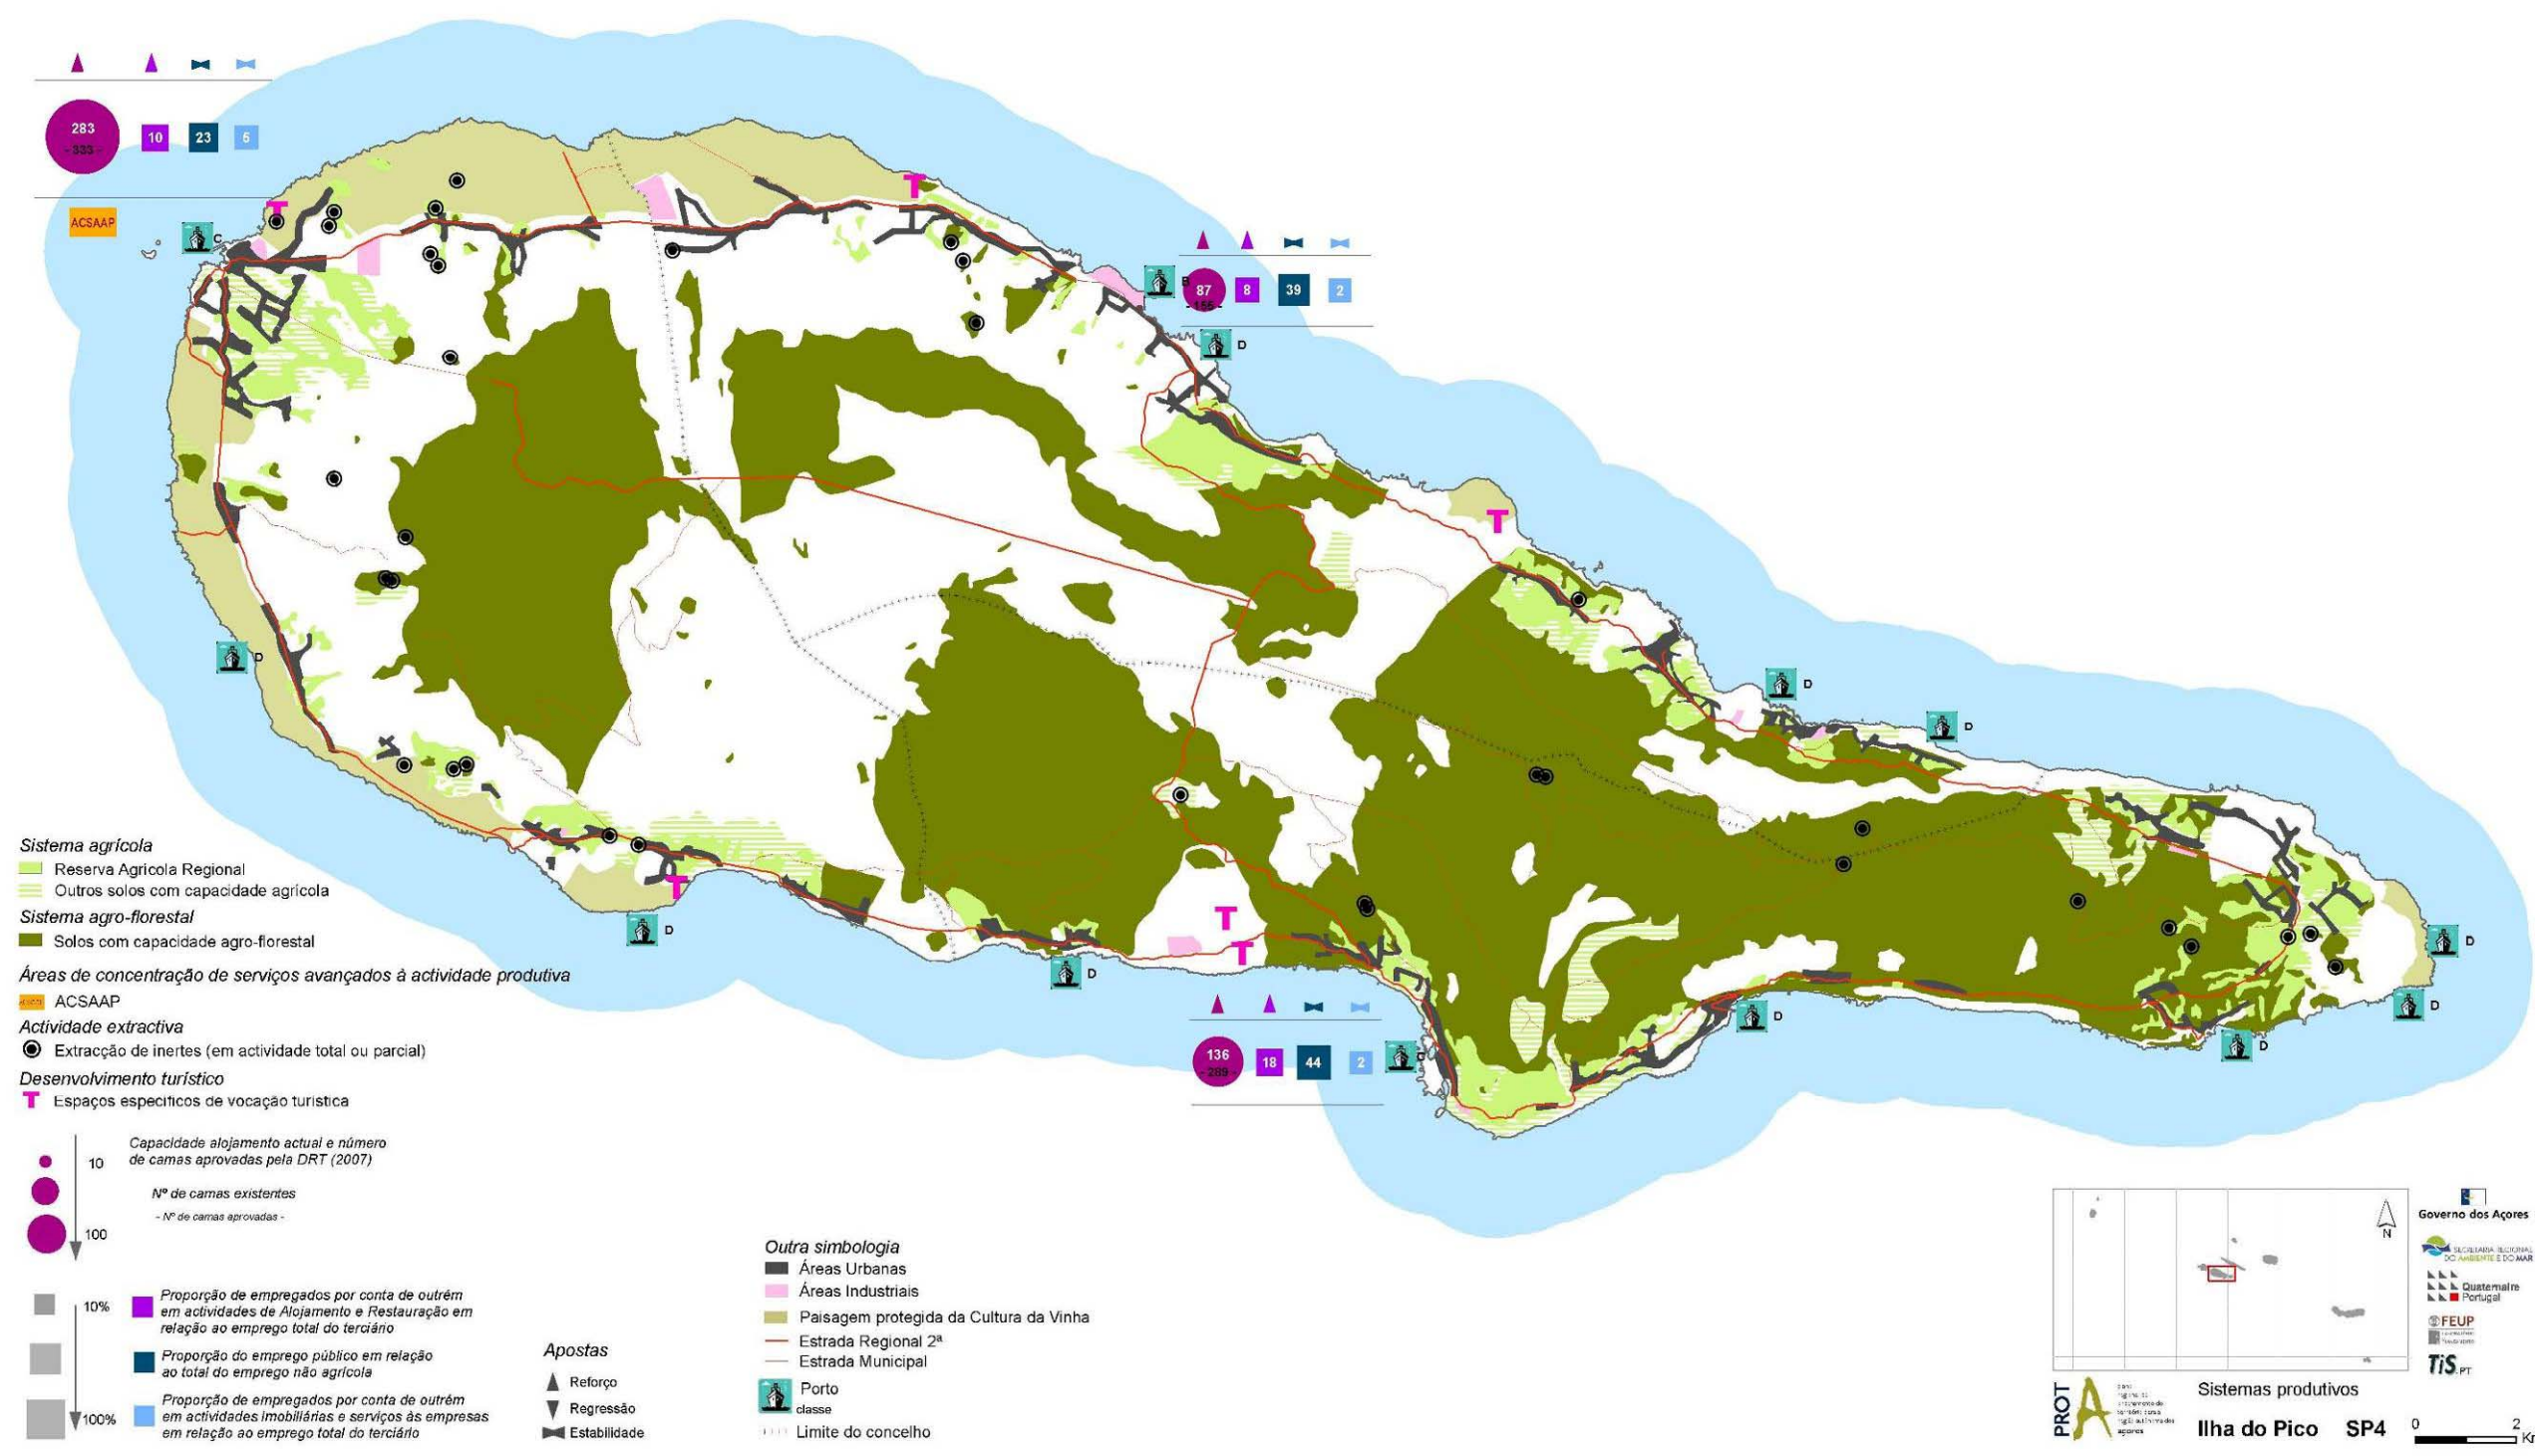 283
- 333 -
10
23
5
ACSAAP
C
B
87
- 155 -
8
39
2
D
D
D
D
D
D
136
- 289 -
18
44
2
D
D
D
D
Sistema agrícola
Reserva Agrícola Regional
Outros solos com capacidade agrícola
Sistema agro-florestal
Solos com capacidade agro-florestal
Áreas de concentração de serviços avançados à actividade produtiva
ACSAAP
Actividade extractiva
Extracção de inertes (em actividade total ou parcial)
Desenvolvimento turístico
T Espaços específicos de vocação turística
Capacidade alojamento actual e número
de camas aprovadas pela DRT (2007)
10
Nº de camas existentes
- Nº de camas aprovadas -
100
10%
Proporção de empregados por conta de outrém
em actividades de Alojamento e Restauração em
relação ao emprego total do terciário
Proporção do emprego público em relação
ao total do emprego não agrícola
Proporção de empregados por conta de outrém
em actividades imobiliárias e serviços às empresas
em relação ao emprego total do terciário
100%
Apostas
Reforço
Regressão
Estabilidade
Outra simbologia
Áreas Urbanas
Áreas Industriais
Paisagem protegida da Cultura da Vinha
Estrada Regional 2ª
Estrada Municipal
Porto
classe
Limite do concelho
N
Governo dos Açores
SECRETARIA REGIONAL
DO AMBIENTE E DO MAR
Quaternaire
Portugal
FEUP
TiS.PT
PROTA
Sistemas produtivos
Ilha do Pico SP4
0 2